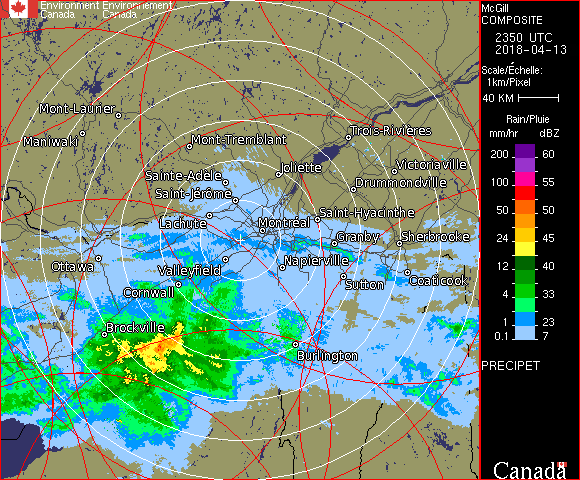 Environment Environnement
Canada Canada
McGill
COMPOSITE
2350 UTC
2018-04-13
Scale/Échelle:
1km/Pixel
40 KM
Rain/Pluie
mm/hr dBZ
200 60
100 55
50 50
24 45
12 40
4 33
1 23
0.1 7
PRECIPET
Canada
Mont-Laurier
Maniwaki
Mont-Tremblant
Trois-Rivières
Sainte-Adèle
Joliette
Victoriaville
Saint-Jérôme
Drummondville
Lachute
Montréal
Saint-Hyacinthe
Granby
Sherbrooke
Ottawa
Valleyfield
Napierville
Cornwall
Sutton
Coaticook
Brockville
Burlington